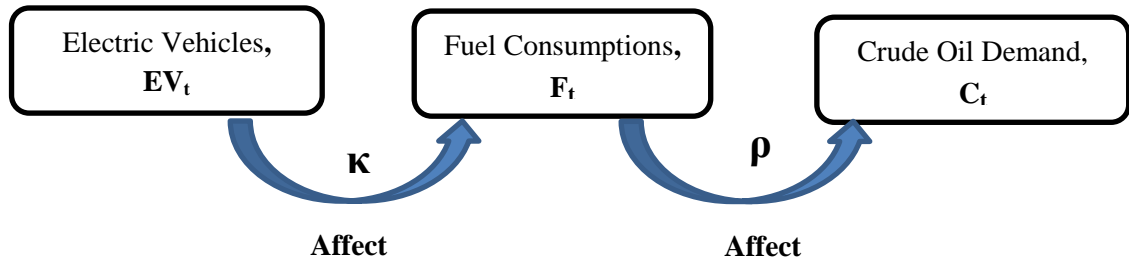 Electric Vehicles,
EVₜ
Fuel Consumptions,
Fₜ
Crude Oil Demand,
Cₜ
κ
ρ
Affect
Affect